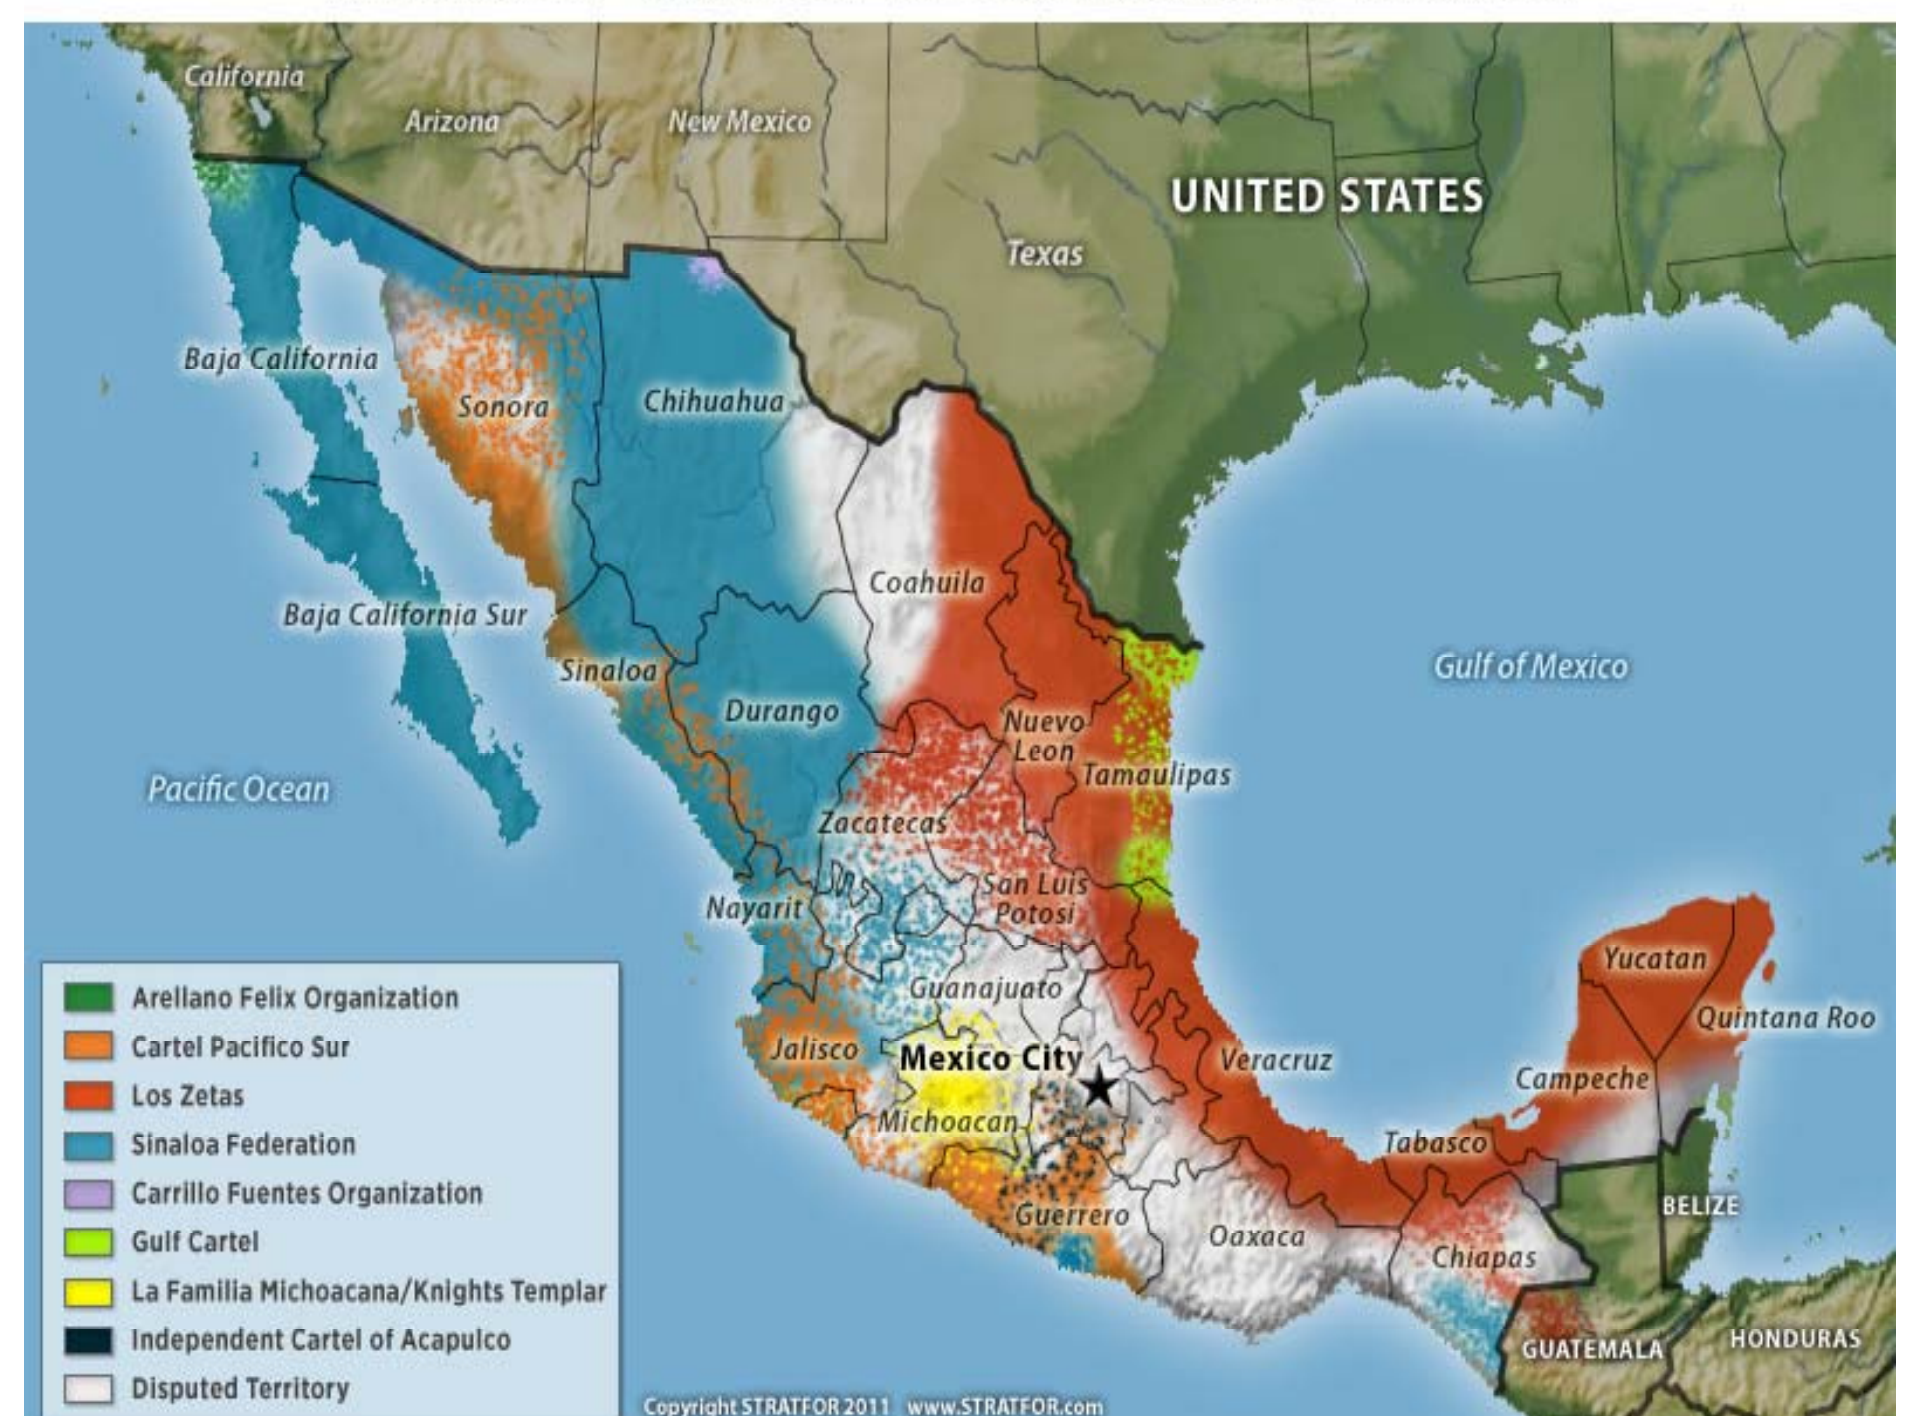 California
Arizona
New Mexico
UNITED STATES
Texas
Baja California
Sonora
Chihuahua
Coahuila
Baja California Sur
Sinaloa
Gulf of Mexico
Durango
Nuevo
Leon
Tamaulipas
Pacific Ocean
Zacatecas
San Luis
Potosi
Nayarit
Yucatan
Guanajuato
Quintana Roo
Jalisco
Mexico City
Veracruz
Campeche
Michoacan
Tabasco
BELIZE
Guerrero
Oaxaca
Chiapas
GUATEMALA
HONDURAS
Arellano Felix Organization
Cartel Pacifico Sur
Los Zetas
Sinaloa Federation
Carrillo Fuentes Organization
Gulf Cartel
La Familia Michoacana/Knights Templar
Independent Cartel of Acapulco
Disputed Territory
Copyright STRATFOR 2011 www.STRATFOR.com